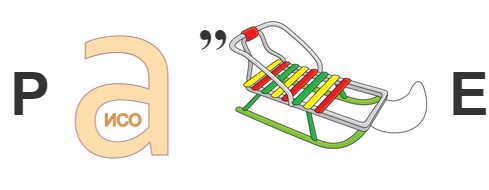 Р а исо ,, Е